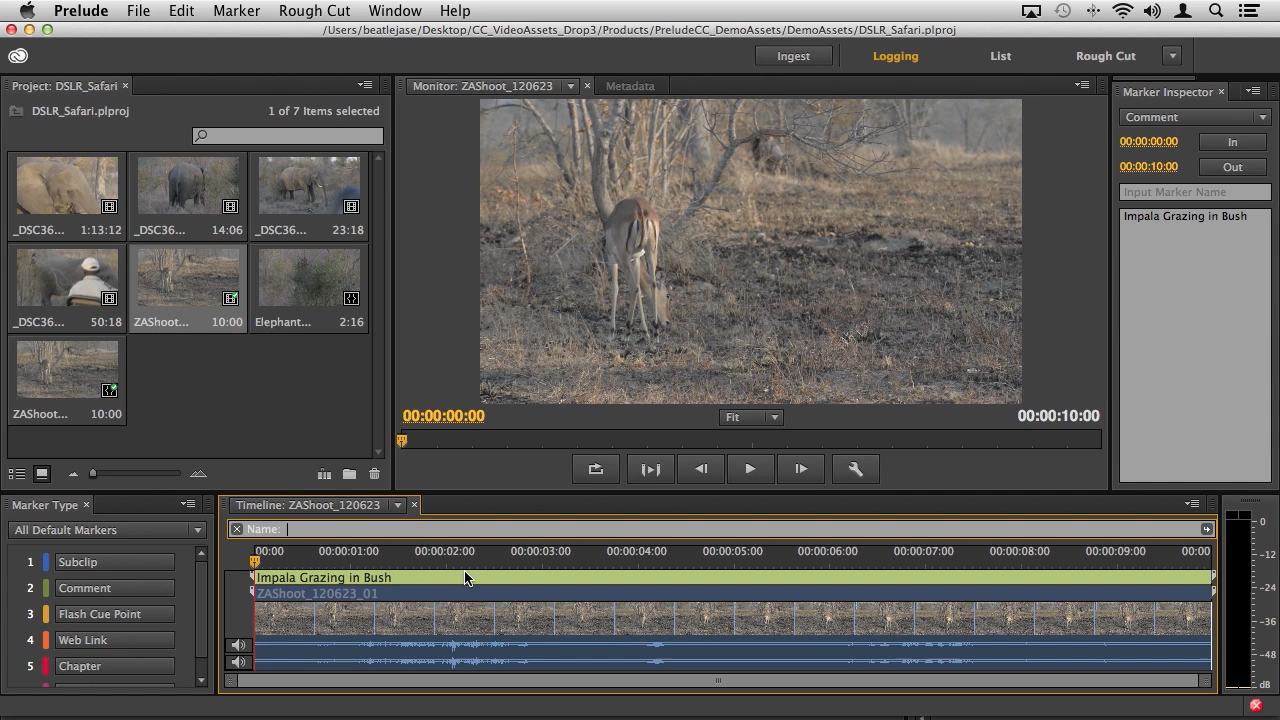 Prelude File Edit Marker Rough Cut Window Help
/Users/beatlejase/Desktop/CC_VideoAssets_Drop3/Products/PreludeCC_DemoAssets/DemoAssets/DSLR_Safari.plproj
Ingest Logging List Rough Cut
Project: DSLR_Safari
DSLR_Safari.plproj 1 of 7 Items selected
_DSC36... 1:13:12 _DSC36... 14:06 _DSC36... 23:18
_DSC36... 50:18 ZAShoot... 10:00 Elephant... 2:16
ZAShoot... 10:00
Monitor: ZAShoot_120623 Metadata
00:00:00:00 Fit 00:00:10:00
Marker Inspector
Comment
00:00:00:00 In
00:00:10:00 Out
Input Marker Name
Impala Grazing in Bush
Marker Type
All Default Markers
1 Subclip
2 Comment
3 Flash Cue Point
4 Web Link
5 Chapter
Timeline: ZAShoot_120623
Name:
00:00 00:00:01:00 00:00:02:00 00:00:03:00 00:00:04:00 00:00:05:00 00:00:06:00 00:00:07:00 00:00:08:00 00:00:09:00 00:00
Impala Grazing in Bush
ZAShoot_120623_01
0
-12
-24
-36
-48
dB